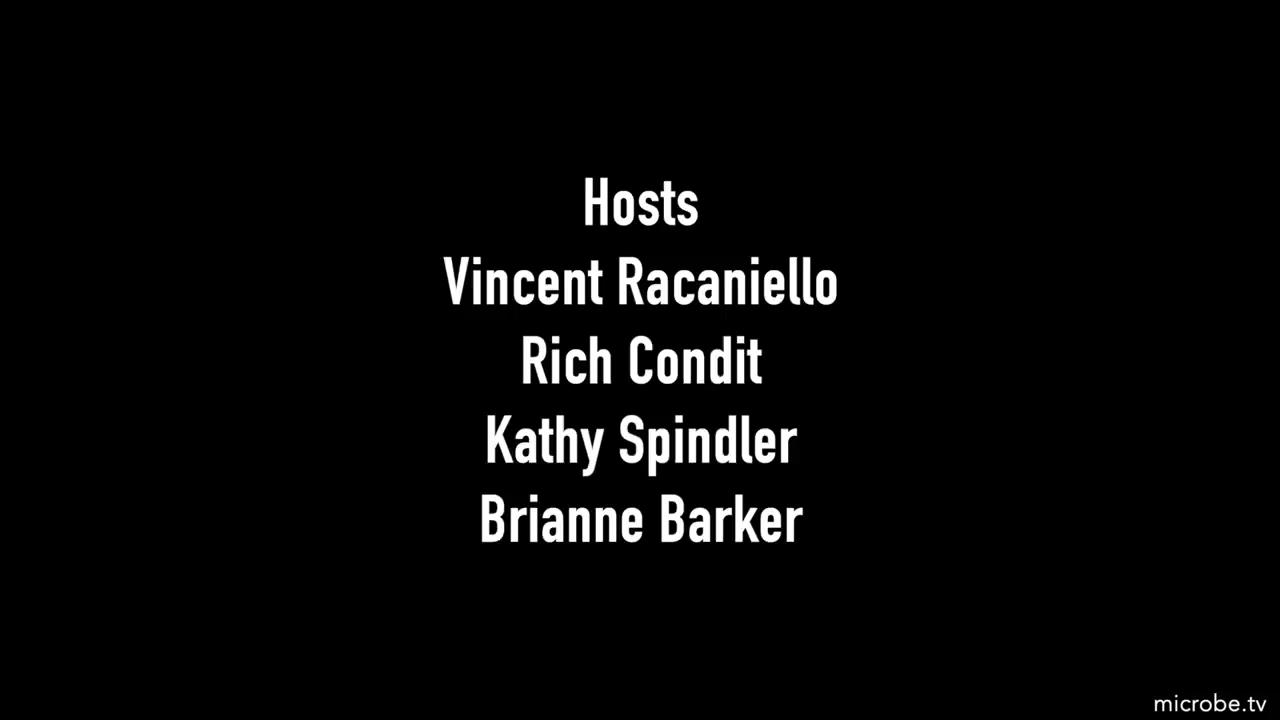 Hosts
Vincent Racaniello
Rich Condit
Kathy Spindler
Brianne Barker
microbe.tv